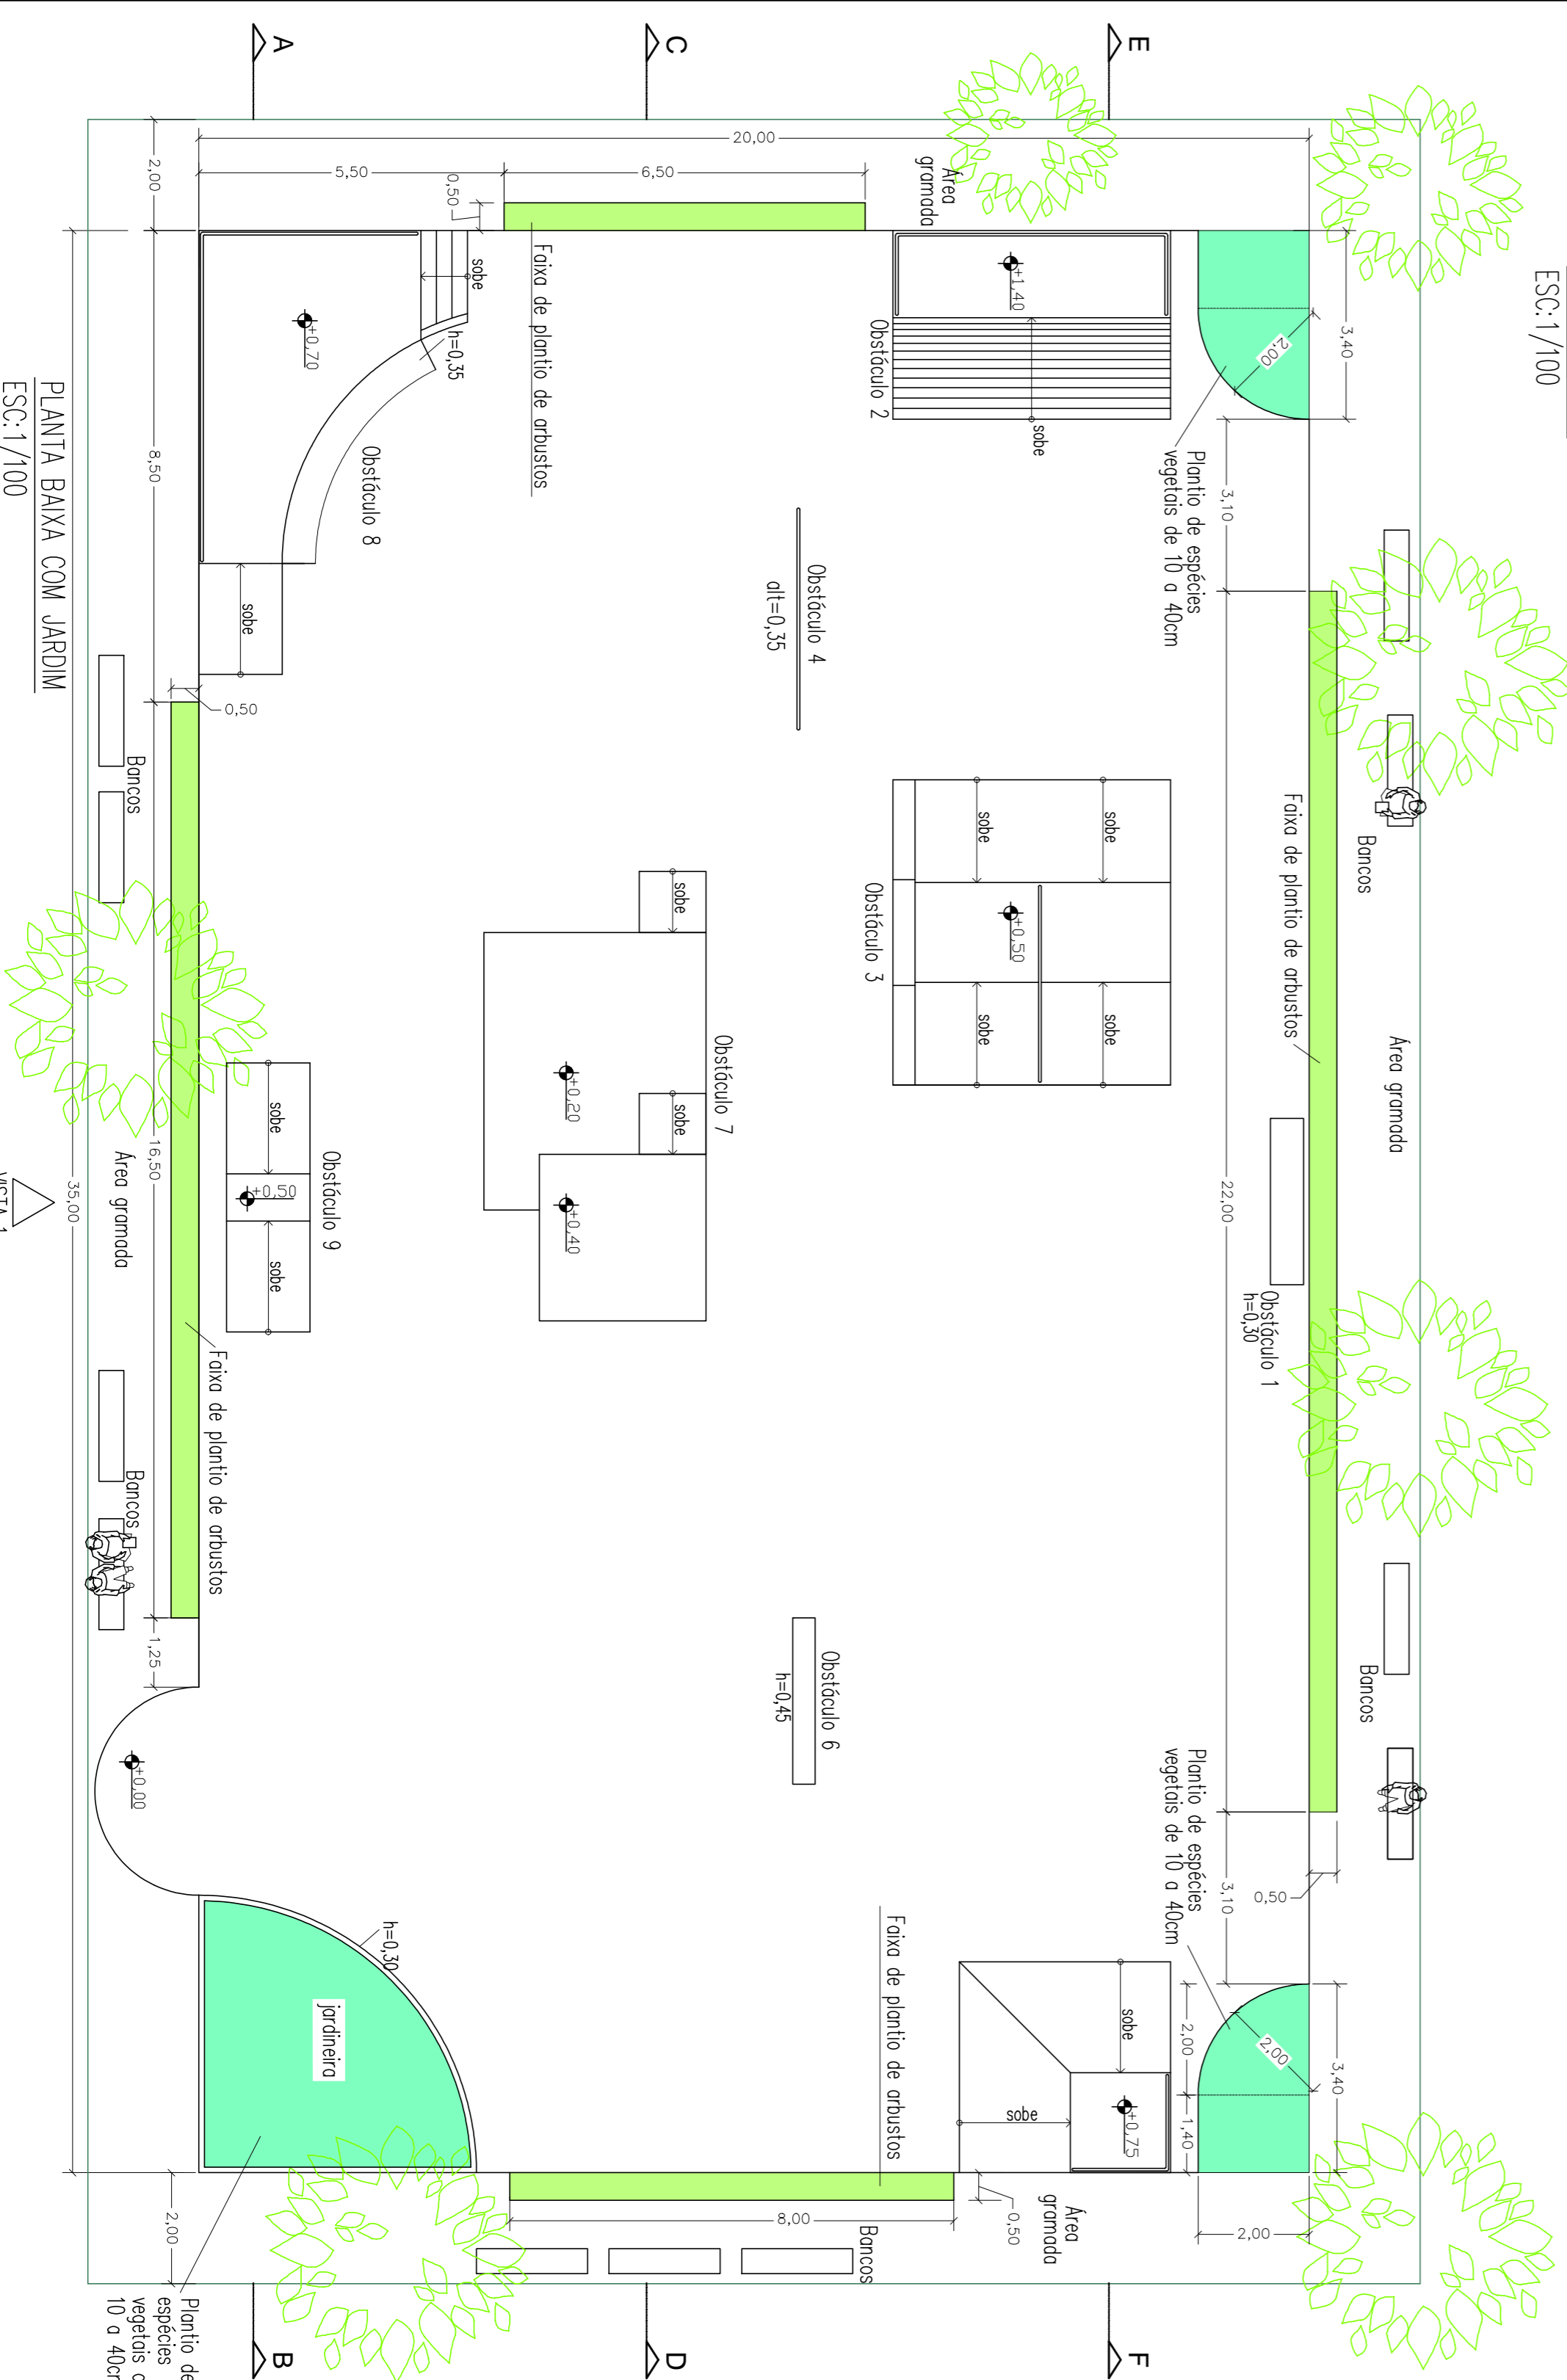 ESC:1/100
A
C
E
20,00
2,00
5,50
6,50
0,50
Área
gramada
3,40
2,00
+1,40
Obstáculo 2
sobe
Plantio de espécies
vegetais de 10 a 40cm
3,10
Faixa de plantio de arbustos
sobe
h=0,35
+0,70
Obstáculo 8
sobe
8,50
0,50
PLANTA BAIXA COM JARDIM
ESC:1/100
Obstáculo 4
alt=0,35
Bancos
Bancos
Faixa de plantio de arbustos
Área gramada
22,00
sobe
sobe
+0,50
sobe
sobe
Obstáculo 3
Obstáculo 7
sobe
+0,20
sobe
+0,40
Obstáculo 1
h=0,30
Obstáculo 9
sobe
+0,50
sobe
16,50
Área gramada
35,00
VISTA 1
Faixa de plantio de arbustos
Bancos
1,25
Obstáculo 6
h=0,45
Bancos
Plantio de espécies
vegetais de 10 a 40cm
3,10
0,50
+0,00
h=0,30
jardineira
Faixa de plantio de arbustos
sobe
sobe
+0,75
2,00
1,40
2,00
3,40
2,00
8,00
0,50
Área
gramada
Bancos
2,00
Plantio de
espécies
vegetais
10 a 40cm
B
D
F